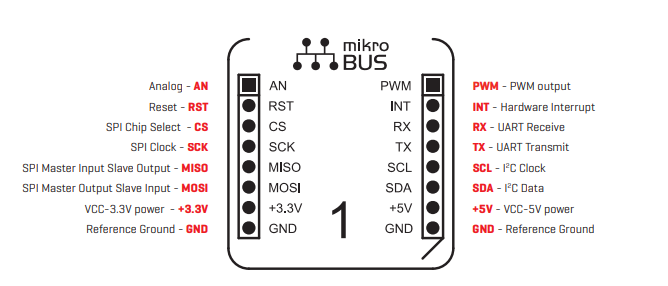 mikro
BUS
Analog - AN AN PWM PWM - PWM output
Reset - RST RST INT INT - Hardware Interrupt
SPI Chip Select - CS CS RX RX - UART Receive
SPI Clock - SCK SCK TX TX - UART Transmit
SPI Master Input Slave Output - MISO MISO SCL SCL - I²C Clock
SPI Master Output Slave Input - MOSI MOSI SDA SDA - I²C Data
VCC-3.3V power - +3.3V +3.3V +5V +5V - VCC-5V power
Reference Ground - GND GND GND GND - Reference Ground
1